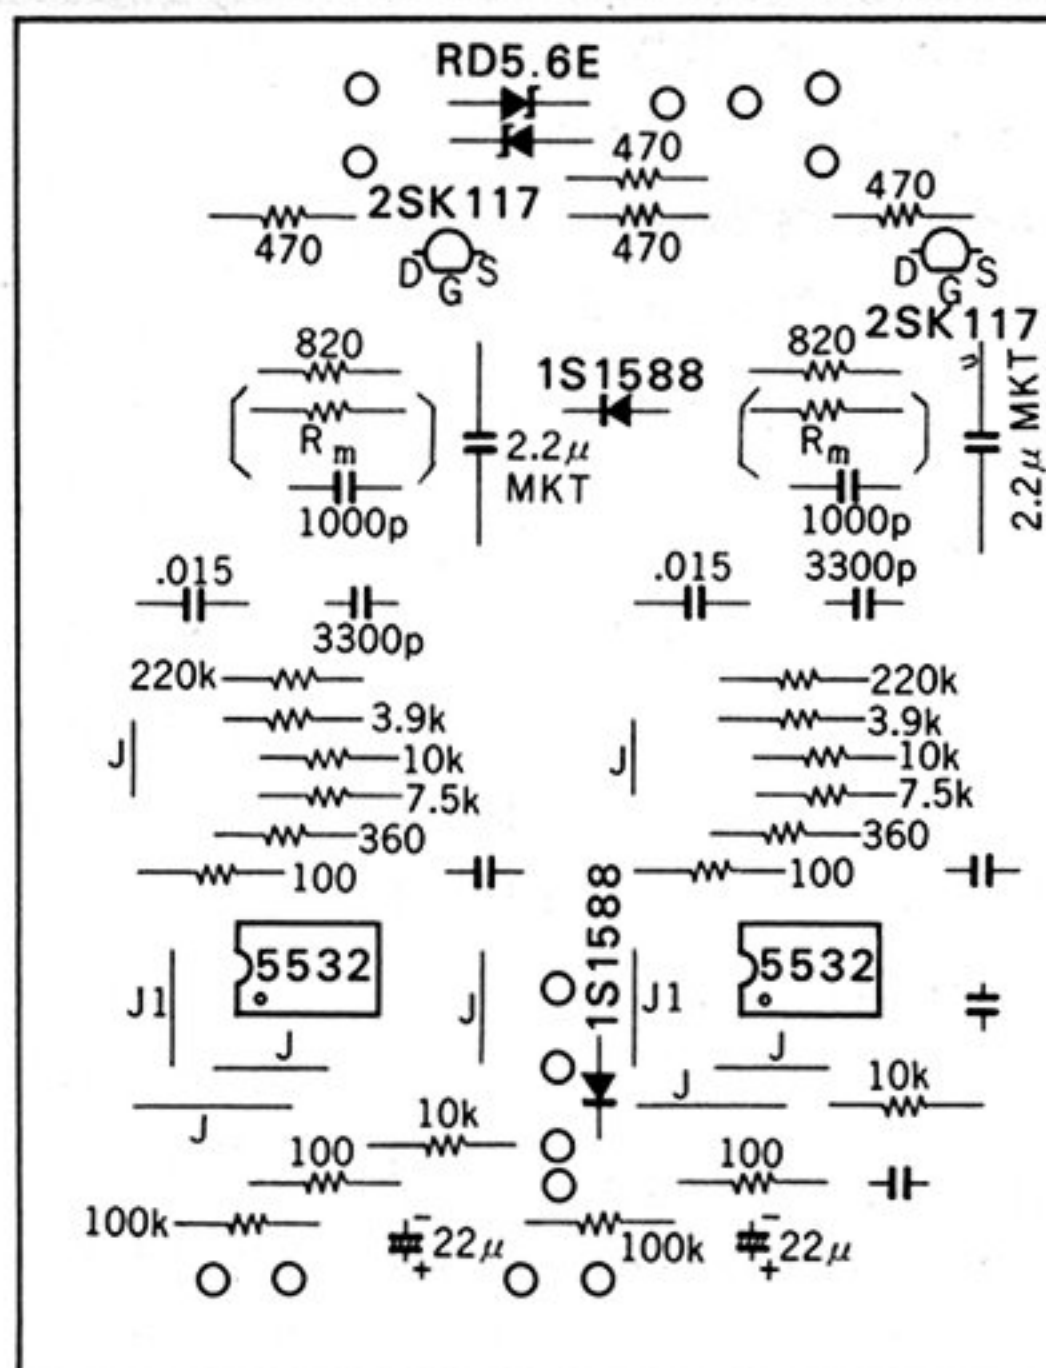 RD5.6E
470
470
2SK117
470
470
D G S
D G S
2SK117
820
1S1588
820
Rm
2.2μ
MKT
Rm
2.2μ MKT
1000p
1000p
.015
3300p
.015
3300p
220k
220k
3.9k
3.9k
J
10k
J
10k
7.5k
7.5k
360
360
100
100
1S1588
5532
5532
J1
J
J1
J
J
J
J
10k
10k
100
100
100k
- 22μ +
100k
- 22μ +